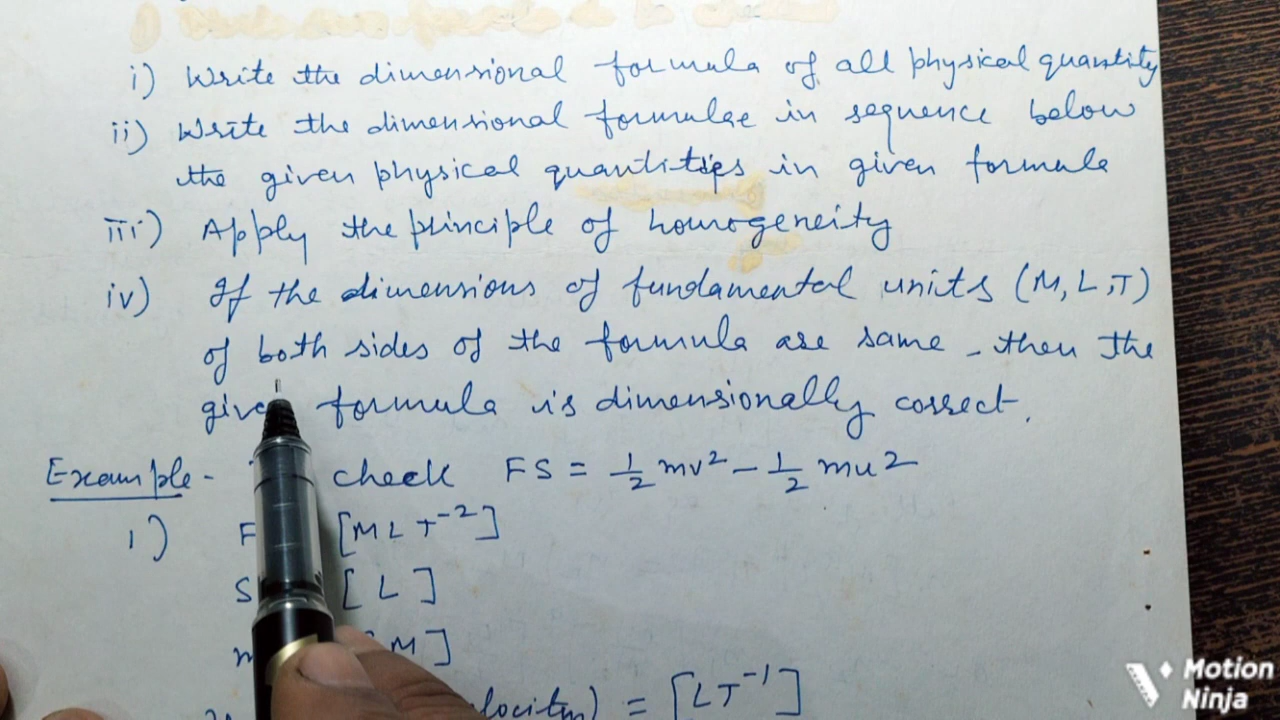 i) Write the dimensional formula of all physical quantity
ii) Write the dimensional formulae in sequence below
the given physical quantities in given formula
iii) Apply the principle of homogeneity
iv) If the dimensions of fundamental units (M, L, T)
of both sides of the formula are same - then the
given formula is dimensionally correct.
Example - check FS = 1/2 mv² - 1/2 mu²
1) F [MLT⁻²]
S [L]
m M]
= [LT⁻¹]
Motion
Ninja